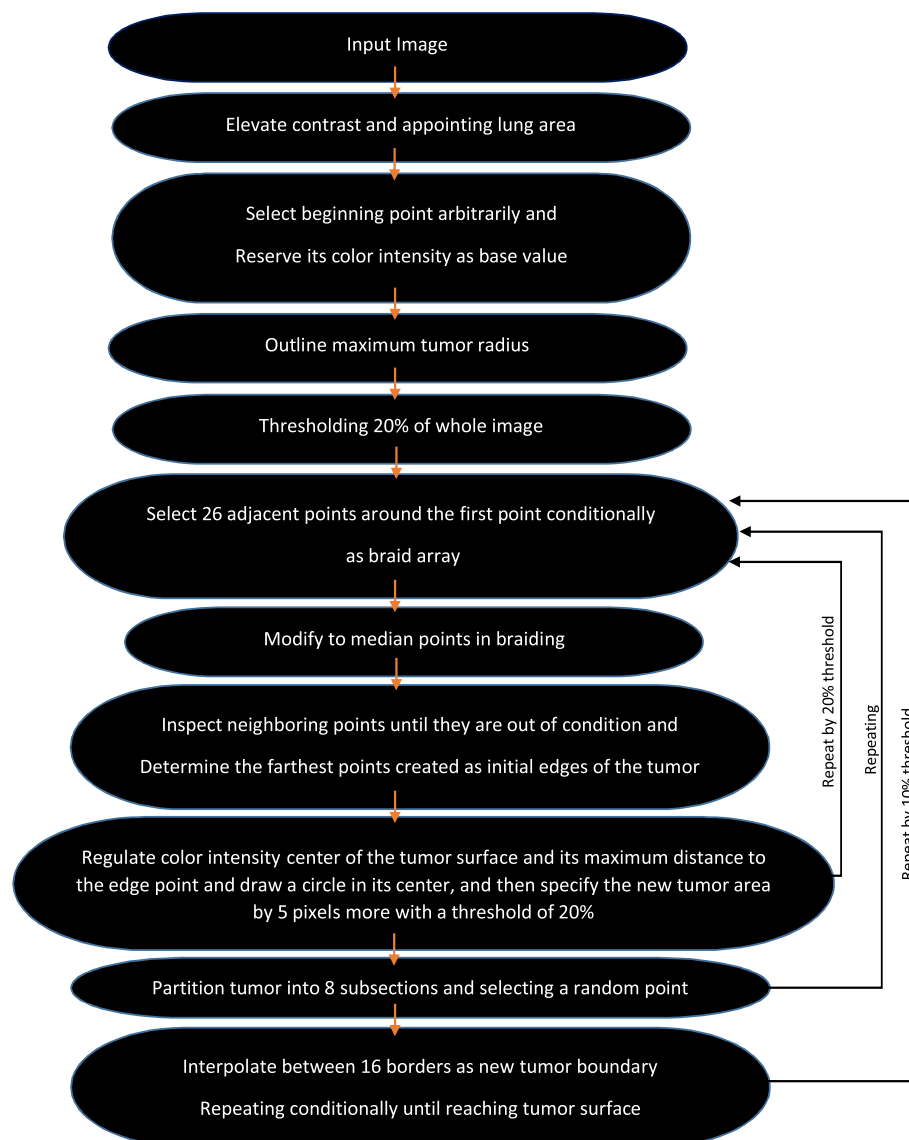 Input Image
Elevate contrast and appointing lung area
Select beginning point arbitrarily and
Reserve its color intensity as base value
Outline maximum tumor radius
Thresholding 20% of whole image
Select 26 adjacent points around the first point conditionally
as braid array
Modify to median points in braiding
Inspect neighboring points until they are out of condition and
Determine the farthest points created as initial edges of the tumor
Regulate color intensity center of the tumor surface and its maximum distance to
the edge point and draw a circle in its center, and then specify the new tumor area
by 5 pixels more with a threshold of 20%
Partition tumor into 8 subsections and selecting a random point
Interpolate between 16 borders as new tumor boundary
Repeating conditionally until reaching tumor surface
Repeat by 20% threshold
Repeating
Repeat by 10% threshold